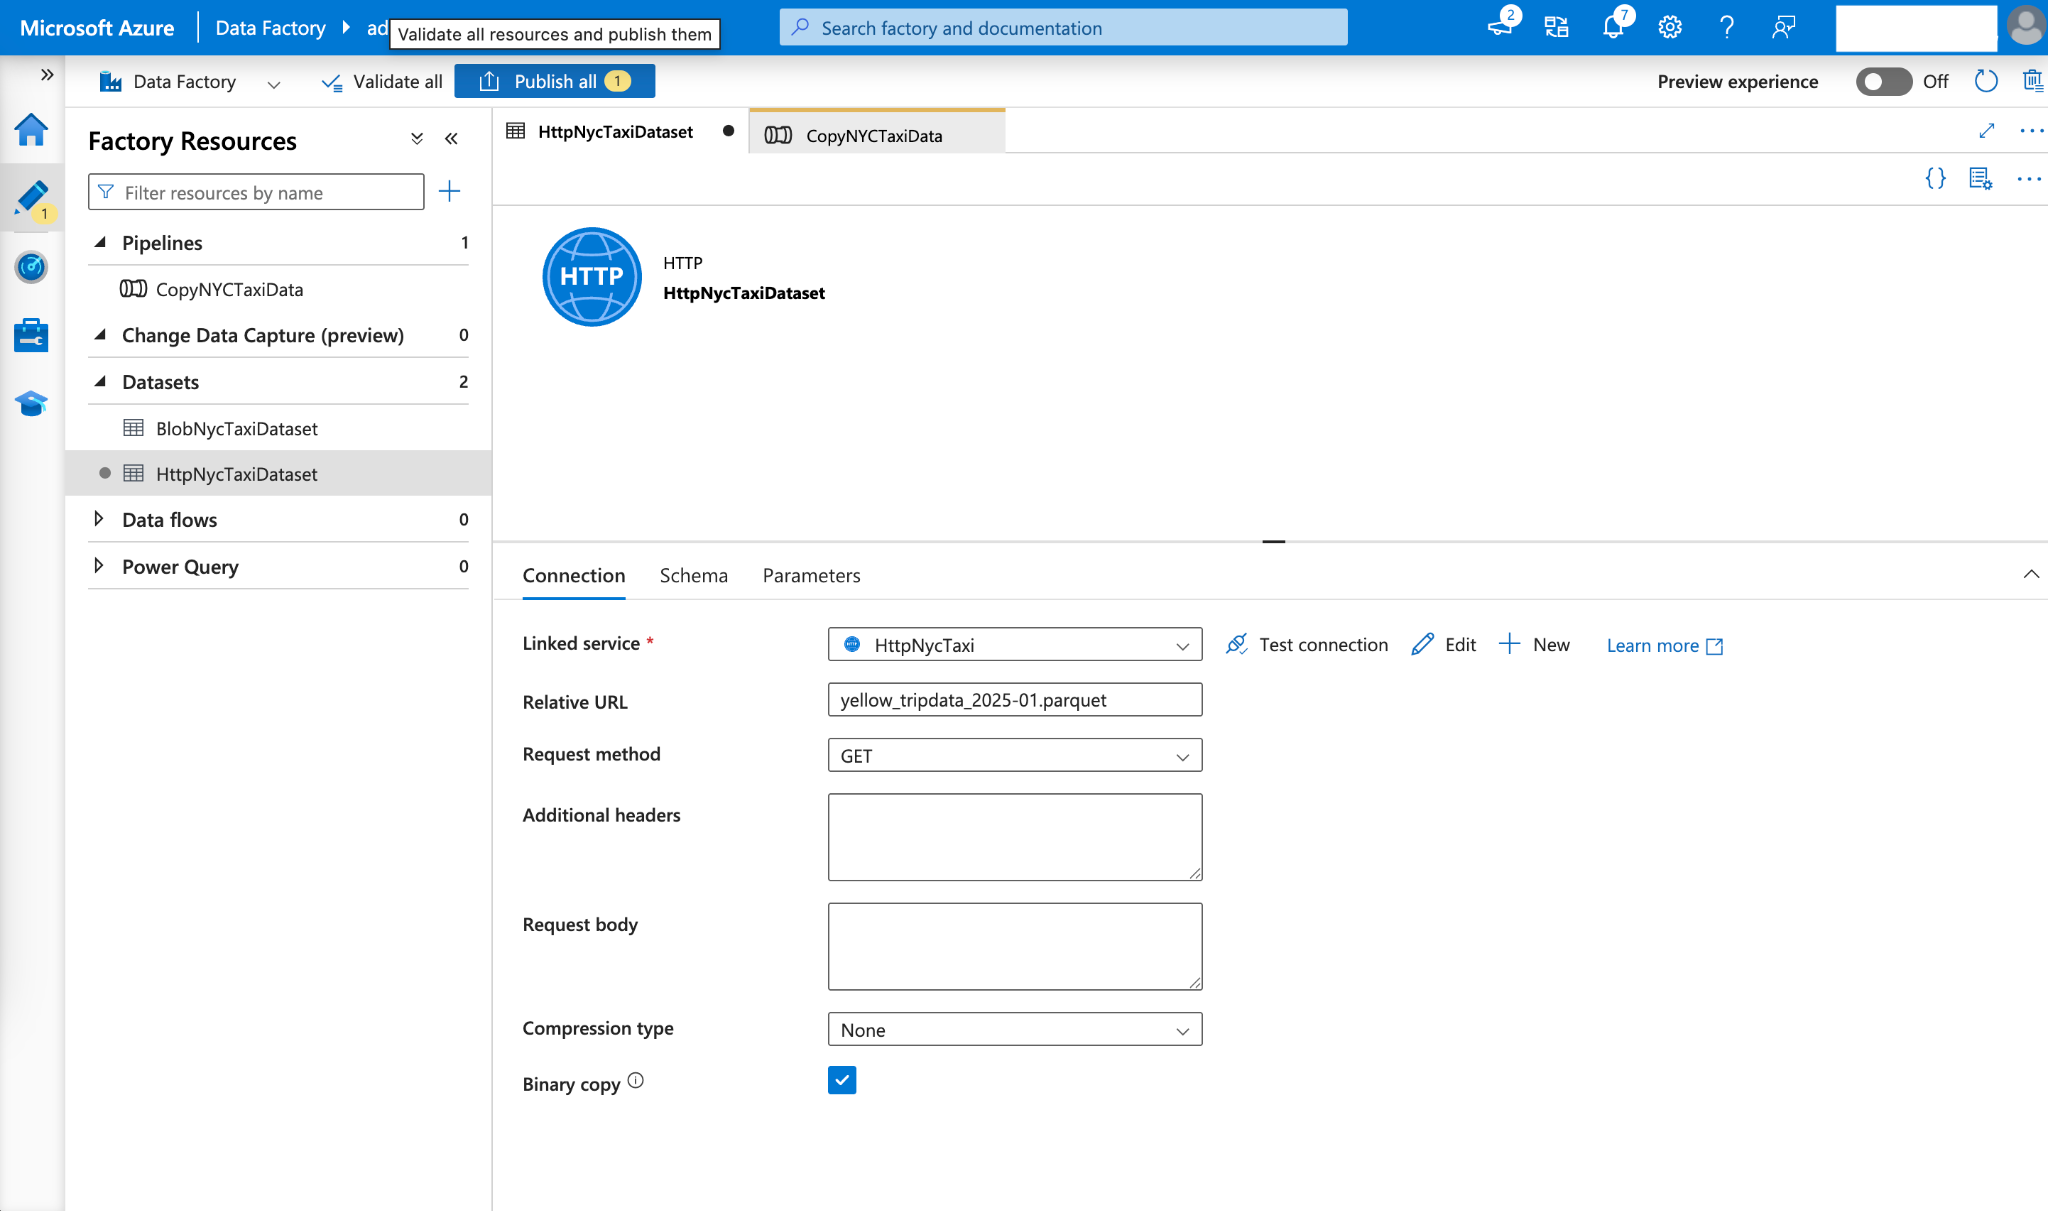 Microsoft Azure
Data Factory
ad
Validate all resources and publish them
Search factory and documentation
2
7
Data Factory
Validate all
Publish all 1
Preview experience
Off
Factory Resources
Filter resources by name
1
Pipelines 1
CopyNYCTaxiData
Change Data Capture (preview) 0
Datasets 2
BlobNycTaxiDataset
HttpNycTaxiDataset
Data flows 0
Power Query 0
HttpNycTaxiDataset
CopyNYCTaxiData
HTTP
HTTP
HttpNycTaxiDataset
Connection
Schema
Parameters
Linked service *
HttpNycTaxi
Test connection
Edit
New
Learn more
Relative URL
yellow_tripdata_2025-01.parquet
Request method
GET
Additional headers
Request body
Compression type
None
Binary copy